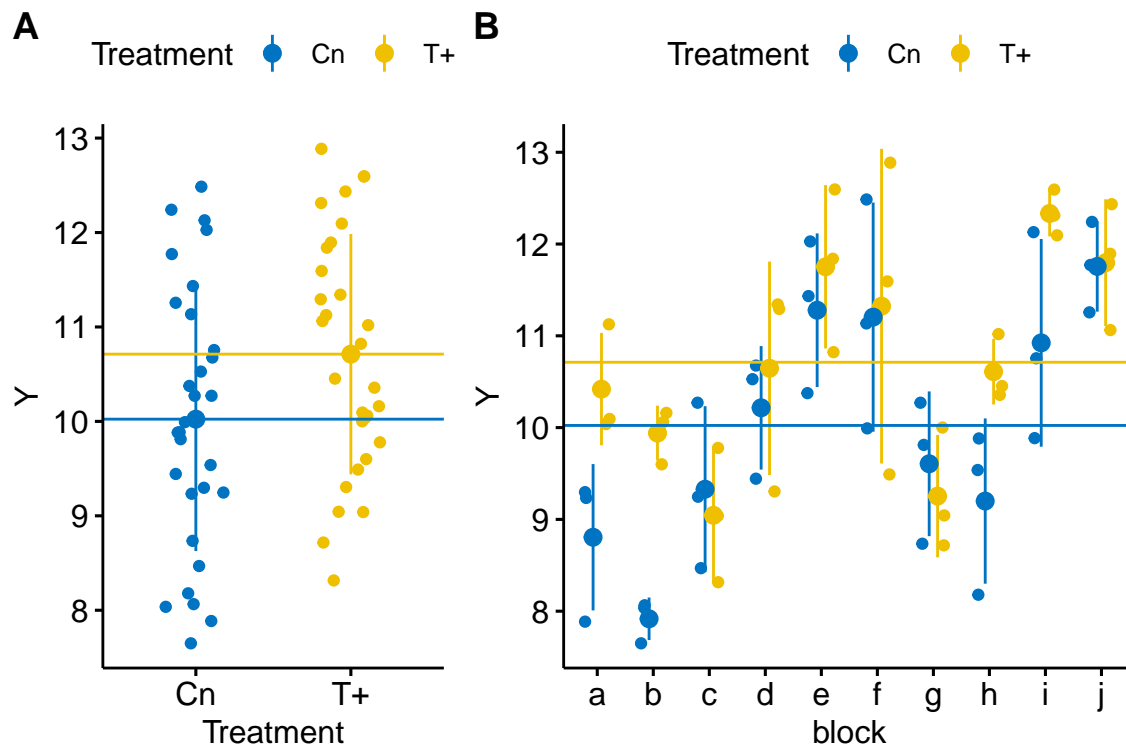 A
Treatment Cn T+
Y
13
12
11
10
9
8
Cn T+
Treatment
B
Treatment Cn T+
Y
13
12
11
10
9
8
a b c d e f g h i j
block